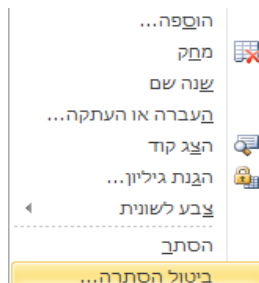 הוספה...
מחק
שנה שם
העברה או העתקה...
הצג קוד
הגנת גיליון...
צבע לשונית
הסתר
ביטול הסתרה...